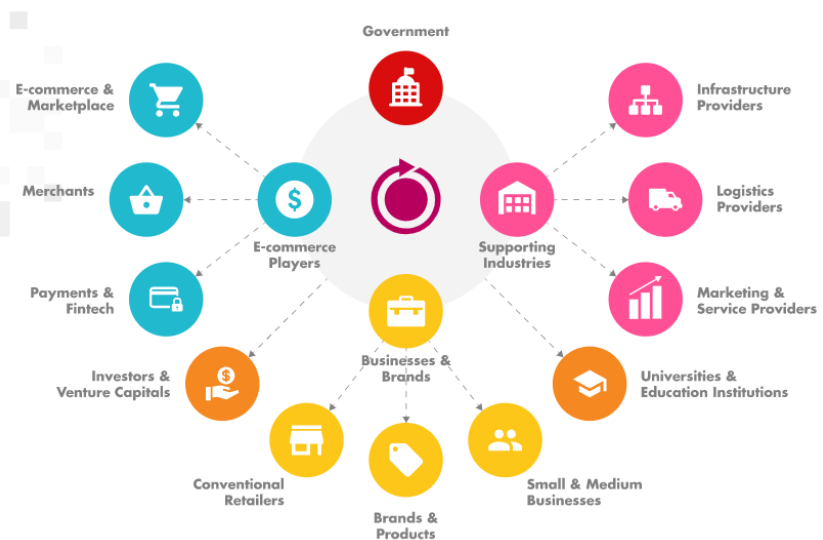 Government
E-commerce &
Marketplace
Infrastructure
Providers
Merchants
Logistics
Providers
E-commerce
Players
Supporting
Industries
Payments &
Fintech
Marketing &
Service Providers
Businesses &
Brands
Investors &
Venture Capitals
Universities &
Education Institutions
Conventional
Retailers
Small & Medium
Businesses
Brands &
Products